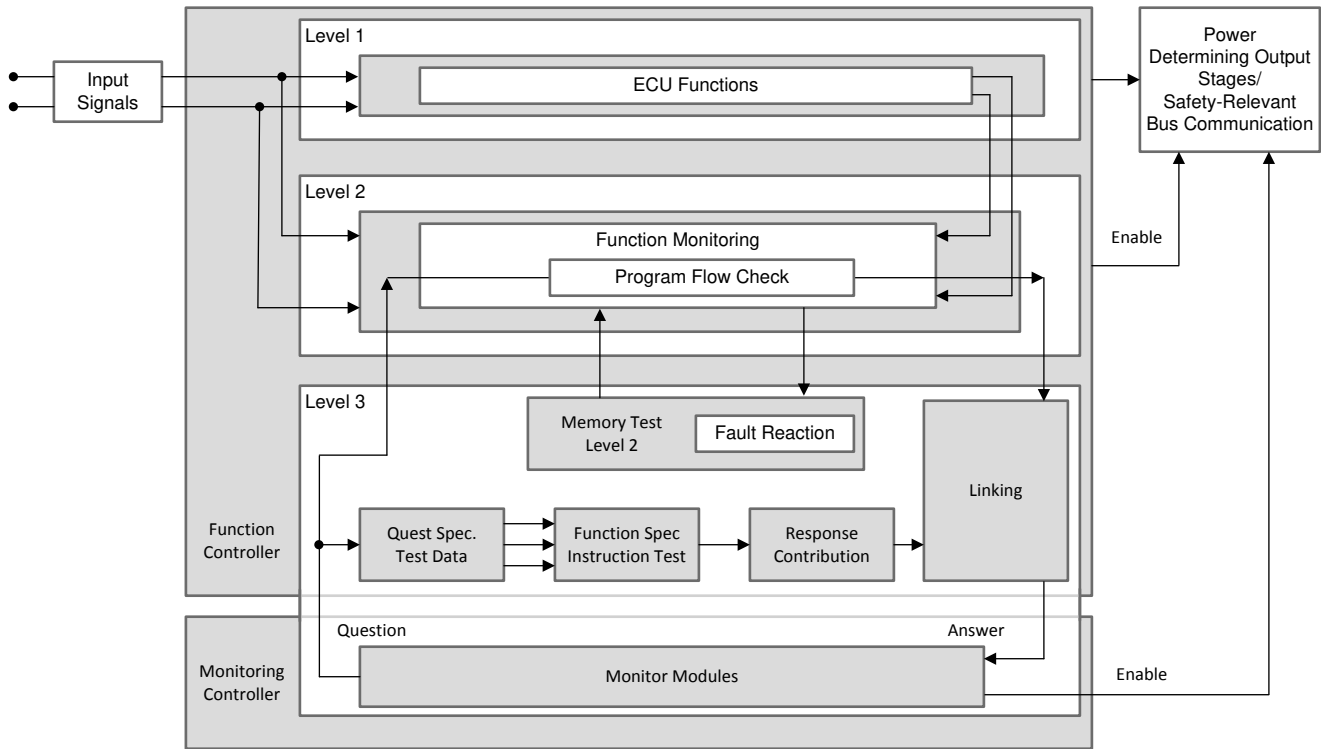 Level 1
Input
Signals
ECU Functions
Power
Determining Output
Stages/
Safety-Relevant
Bus Communication
Level 2
Function Monitoring
Program Flow Check
Enable
Level 3
Memory Test
Level 2
Fault Reaction
Linking
Function
Controller
Quest Spec.
Test Data
Function Spec
Instruction Test
Response
Contribution
Question
Answer
Monitoring
Controller
Monitor Modules
Enable